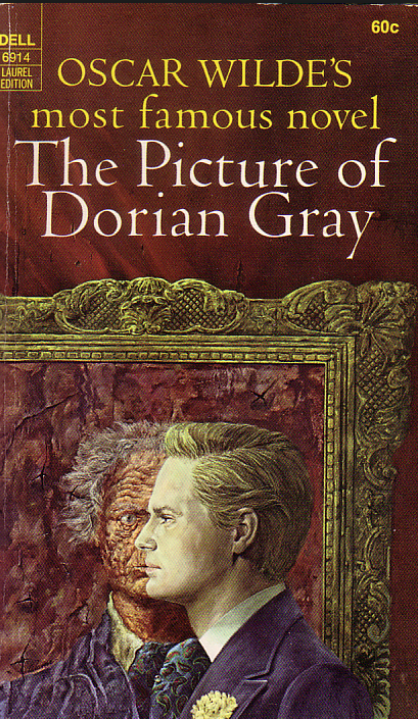 DELL
6914
LAUREL
EDITION
60c
OSCAR WILDE'S
most famous novel
The Picture of
Dorian Gray